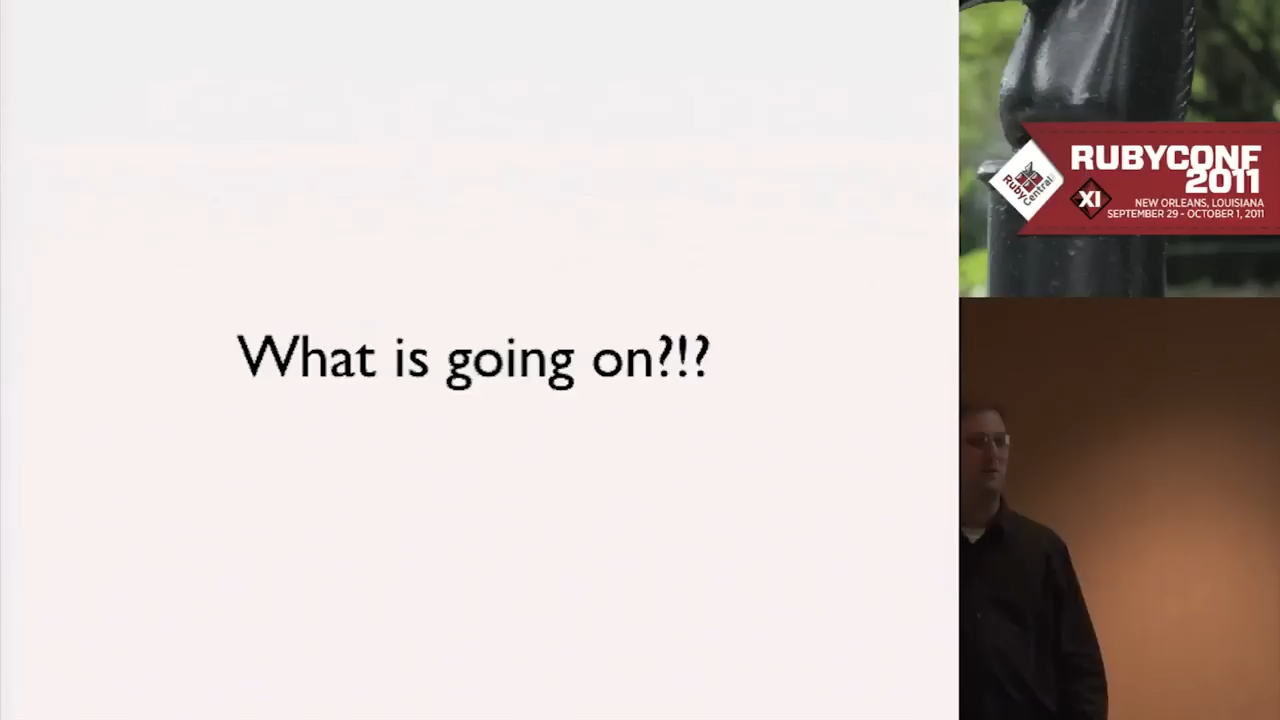 What is going on?!?
RUBYCONF
2011
Ruby Central
XI
NEW ORLEANS, LOUISIANA
SEPTEMBER 29 - OCTOBER 1, 2011